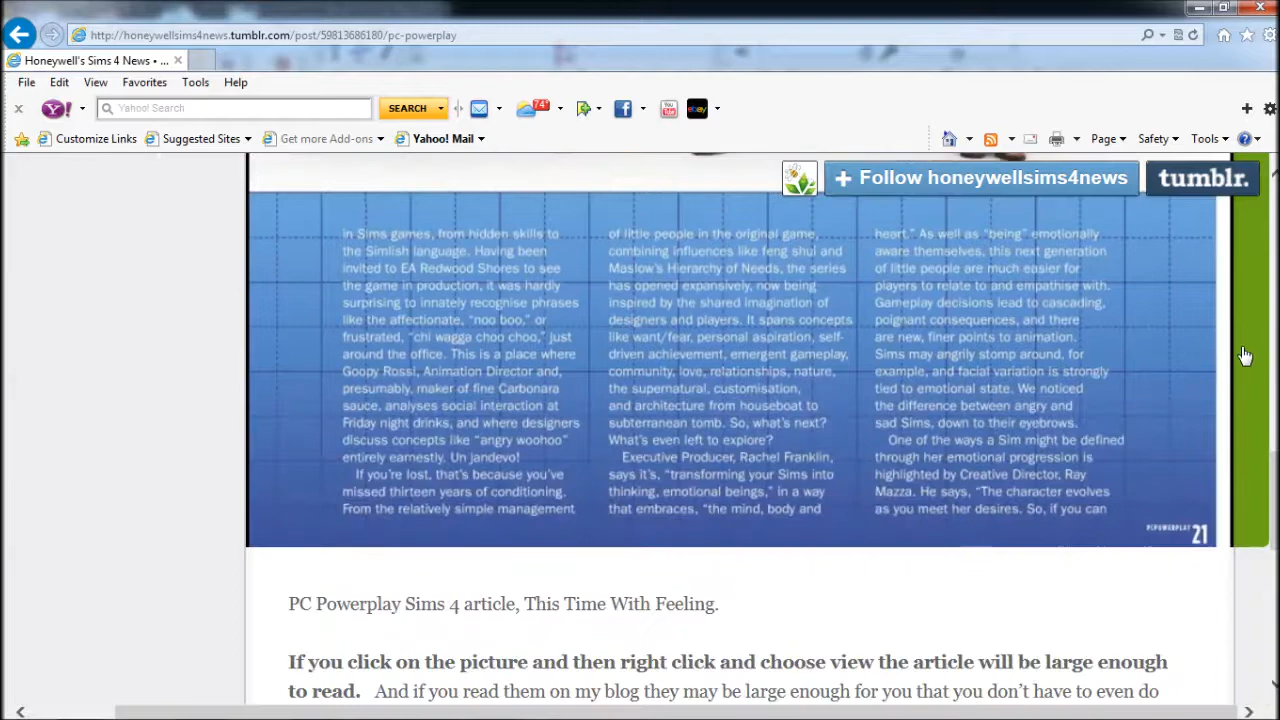 http://honeywellsims4news.tumblr.com/post/59813686180/pc-powerplay
Honeywell's Sims 4 News • ...
File Edit View Favorites Tools Help
Y! Yahoo! Search SEARCH 74° You Tube ebay
Customize Links Suggested Sites Get more Add-ons Yahoo! Mail Page Safety Tools
+ Follow honeywellsims4news tumblr.
in Sims games, from hidden skills to
the Simlish language. Having been
invited to EA Redwood Shores to see
the game in production, it was hardly
surprising to innately recognise phrases
like the affectionate, "noo boo," or
frustrated, "chi wagga choo choo," just
around the office. This is a place where
Goopy Rossi, Animation Director and,
presumably, maker of fine Carbonara
sauce, analyses social interaction at
Friday night drinks, and where designers
discuss concepts like "angry woohoo"
entirely earnestly. Un jandevo!
If you're lost, that's because you've
missed thirteen years of conditioning.
From the relatively simple management
of little people in the original game,
combining influences like feng shui and
Maslow's Hierarchy of Needs, the series
has opened expansively, now being
inspired by the shared imagination of
designers and players. It spans concepts
like want/fear, personal aspiration, self-
driven achievement, emergent gameplay,
community, love, relationships, nature,
the supernatural, customisation,
and architecture from houseboat to
subterranean tomb. So, what's next?
What's even left to explore?
Executive Producer, Rachel Franklin,
says it's, "transforming your Sims into
thinking, emotional beings," in a way
that embraces, "the mind, body and
heart." As well as "being" emotionally
aware themselves, this next generation
of little people are much easier for
players to relate to and empathise with.
Gameplay decisions lead to cascading,
poignant consequences, and there
are new, finer points to animation.
Sims may angrily stomp around, for
example, and facial variation is strongly
tied to emotional state. We noticed
the difference between angry and
sad Sims, down to their eyebrows.
One of the ways a Sim might be defined
through her emotional progression is
highlighted by Creative Director, Ray
Mazza. He says, "The character evolves
as you meet her desires. So, if you can
PCPOWERPLAY 21
PC Powerplay Sims 4 article, This Time With Feeling.
If you click on the picture and then right click and choose view the article will be large enough
to read. And if you read them on my blog they may be large enough for you that you don't have to even do